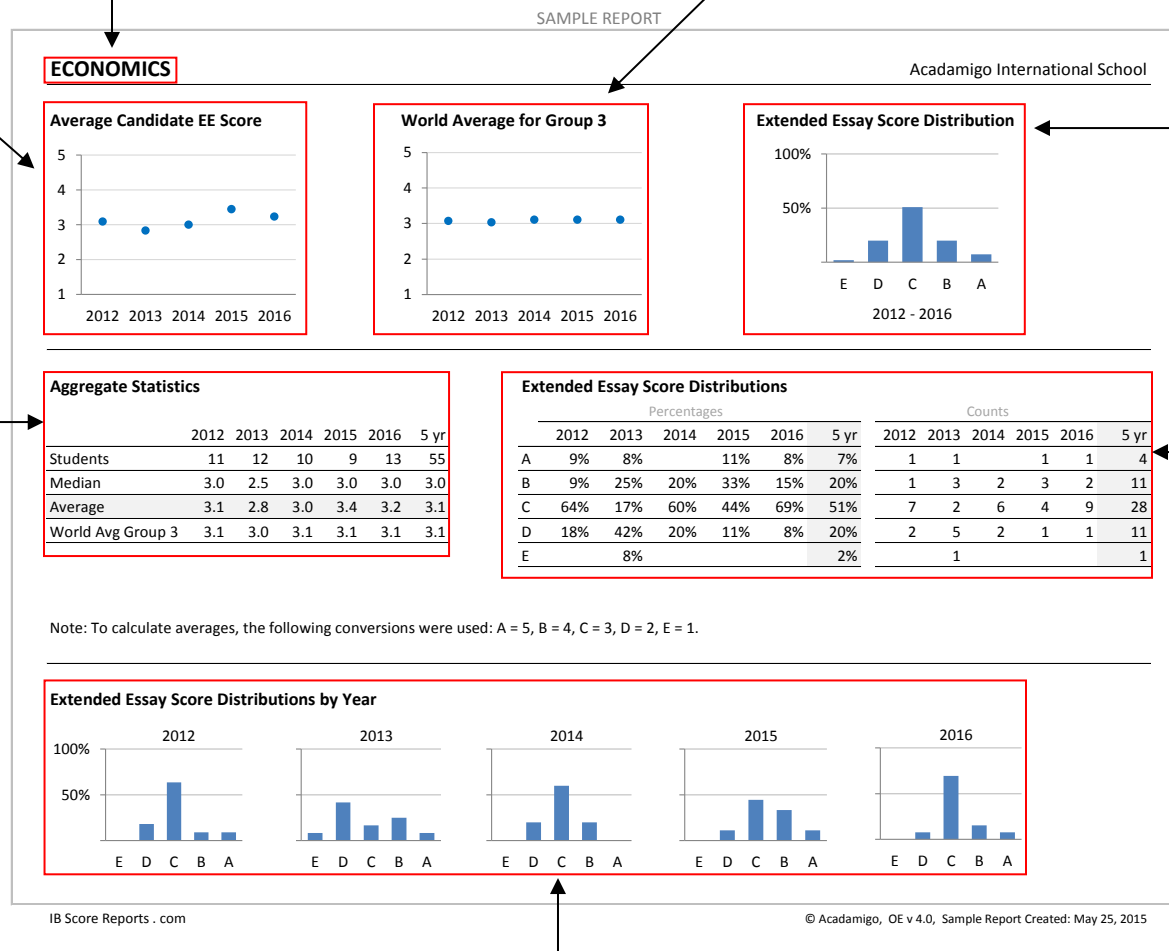 SAMPLE REPORT
ECONOMICS
Acadamigo International School
Average Candidate EE Score
5
4
3
2
1
2012 2013 2014 2015 2016
World Average for Group 3
5
4
3
2
1
2012 2013 2014 2015 2016
Extended Essay Score Distribution
100%
50%
E D C B A
2012 - 2016
Aggregate Statistics
2012 2013 2014 2015 2016 5 yr
Students 11 12 10 9 13 55
Median 3.0 2.5 3.0 3.0 3.0 3.0
Average 3.1 2.8 3.0 3.4 3.2 3.1
World Avg Group 3 3.1 3.0 3.1 3.1 3.1 3.1
Extended Essay Score Distributions
Percentages Counts
2012 2013 2014 2015 2016 5 yr 2012 2013 2014 2015 2016 5 yr
A 9% 8% 11% 8% 7% 1 1 1 1 4
B 9% 25% 20% 33% 15% 20% 1 3 2 3 2 11
C 64% 17% 60% 44% 69% 51% 7 2 6 4 9 28
D 18% 42% 20% 11% 8% 20% 2 5 2 1 1 11
E 8% 2% 1 1
Note: To calculate averages, the following conversions were used: A = 5, B = 4, C = 3, D = 2, E = 1.
Extended Essay Score Distributions by Year
2012 2013 2014 2015 2016
100%
50%
E D C B A E D C B A E D C B A E D C B A E D C B A
IB Score Reports . com
© Acadamigo, OE v 4.0, Sample Report Created: May 25, 2015